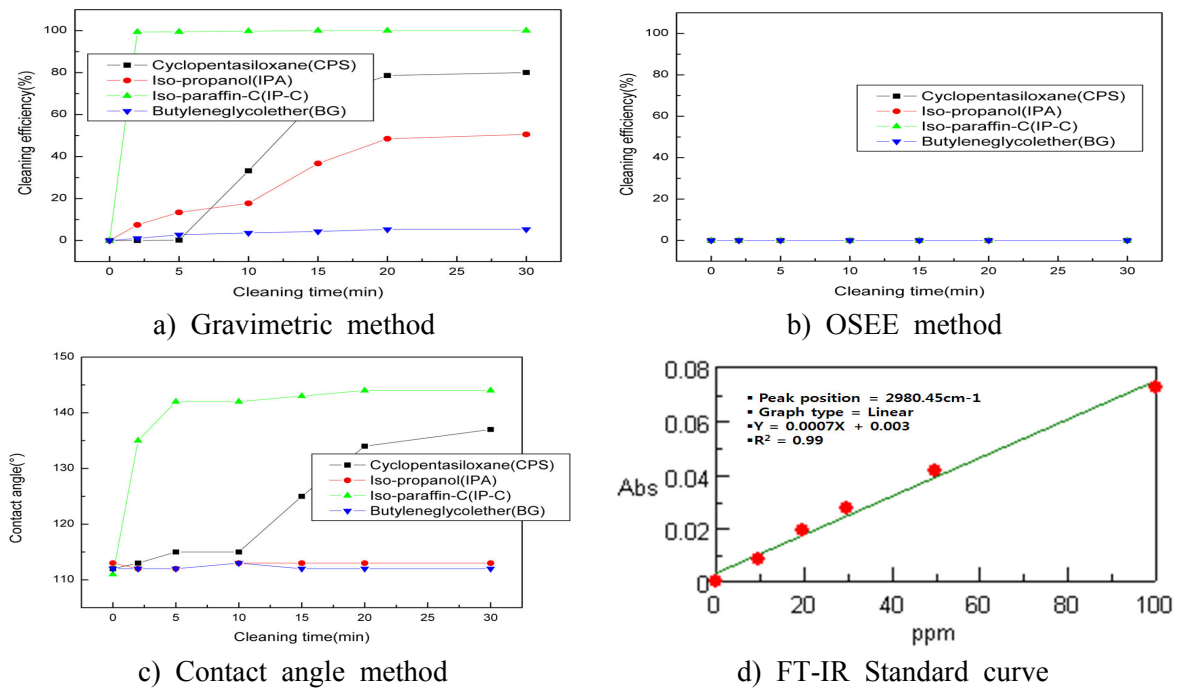 100
80
60
40
20
0
Cleaning efficiency(%)
Cyclopentasiloxane(CPS)
Iso-propanol(IPA)
Iso-paraffin-C(IP-C)
Butyleneglycolether(BG)
0 5 10 15 20 25 30
Cleaning time(min)
a) Gravimetric method
100
80
60
40
20
0
Cleaning efficiency(%)
Cyclopentasiloxane(CPS)
Iso-propanol(IPA)
Iso-paraffin-C(IP-C)
Butyleneglycolether(BG)
0 5 10 15 20 25 30
Cleaning time(min)
b) OSEE method
150
140
130
120
110
Contact angle(°)
Cyclopentasiloxane(CPS)
Iso-propanol(IPA)
Iso-paraffin-C(IP-C)
Butyleneglycolether(BG)
0 5 10 15 20 25 30
Cleaning time(min)
c) Contact angle method
0.08
0.06
Abs 0.04
0.02
0
▪ Peak position = 2980.45cm-1
▪ Graph type = Linear
▪Y = 0.0007X + 0.003
▪R² = 0.99
0 20 40 60 80 100
ppm
d) FT-IR Standard curve